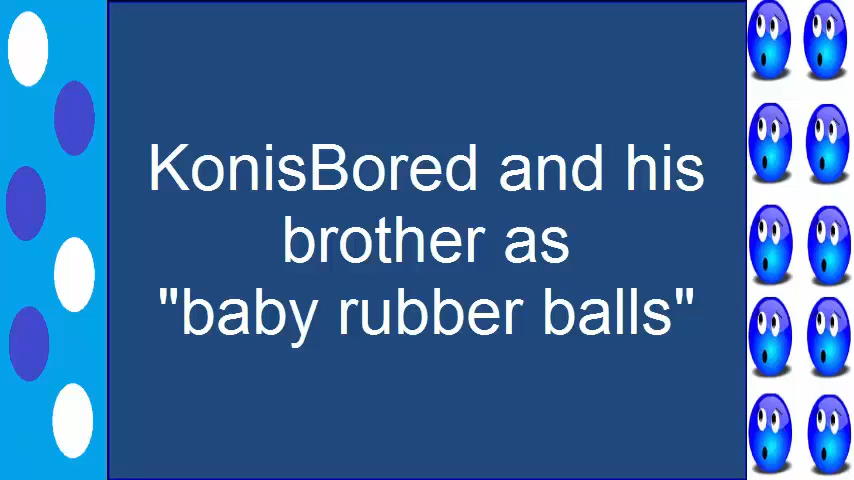 KonisBored and his
brother as
"baby rubber balls"